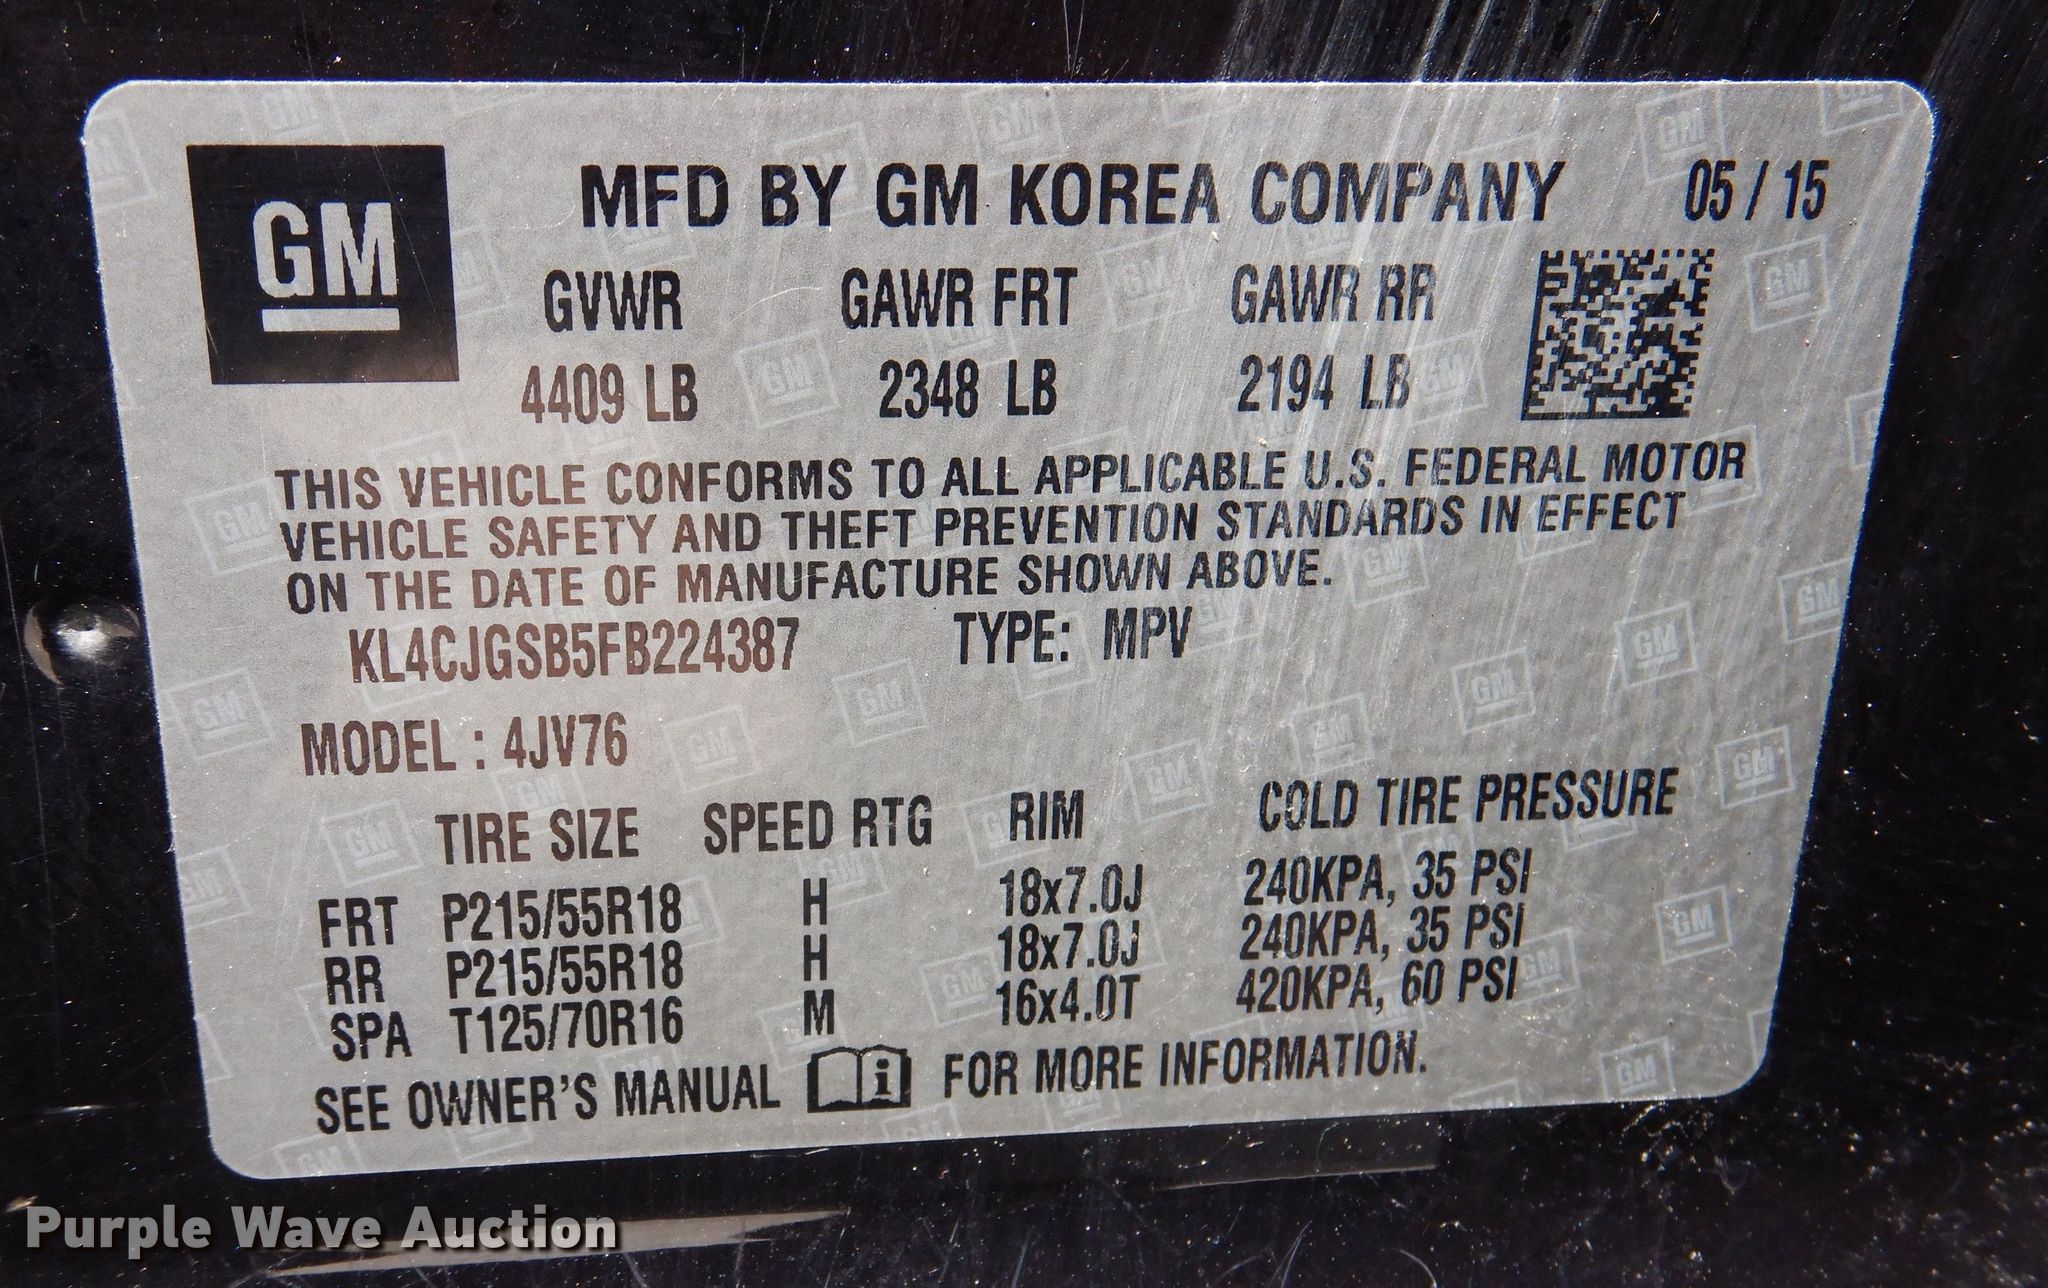 GM
MFD BY GM KOREA COMPANY 05 / 15
GVWR GAWR FRT GAWR RR
4409 LB 2348 LB 2194 LB
THIS VEHICLE CONFORMS TO ALL APPLICABLE U.S. FEDERAL MOTOR
VEHICLE SAFETY AND THEFT PREVENTION STANDARDS IN EFFECT
ON THE DATE OF MANUFACTURE SHOWN ABOVE.
KL4CJGSB5FB224387 TYPE: MPV
MODEL : 4JV76
TIRE SIZE SPEED RTG RIM COLD TIRE PRESSURE
FRT P215/55R18 H 18x7.0J 240KPA, 35 PSI
RR P215/55R18 H 18x7.0J 240KPA, 35 PSI
SPA T125/70R16 M 16x4.0T 420KPA, 60 PSI
SEE OWNER'S MANUAL i FOR MORE INFORMATION.
Purple Wave Auction